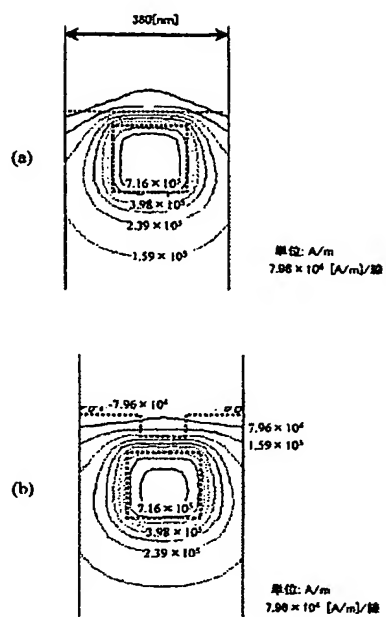 380[nm]
(a)
7.16 × 10⁵
3.98 × 10⁵
2.39 × 10⁵
1.59 × 10⁵
単位: A/m
7.98 × 10⁴ [A/m]/線
-7.96 × 10⁴
7.96 × 10⁴
1.59 × 10⁵
(b)
7.16 × 10⁵
3.98 × 10⁵
2.39 × 10⁵
単位: A/m
7.98 × 10⁴ [A/m]/線